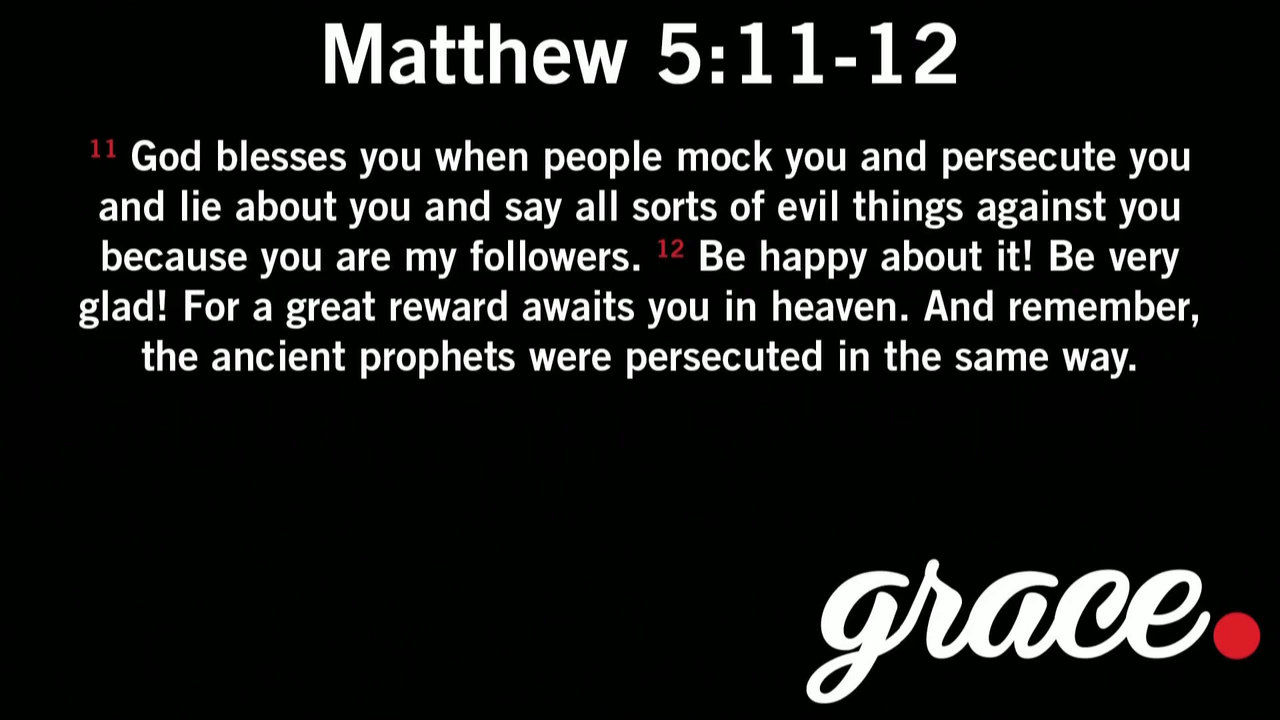 Matthew 5:11-12
11 God blesses you when people mock you and persecute you
and lie about you and say all sorts of evil things against you
because you are my followers. 12 Be happy about it! Be very
glad! For a great reward awaits you in heaven. And remember,
the ancient prophets were persecuted in the same way.
grace.